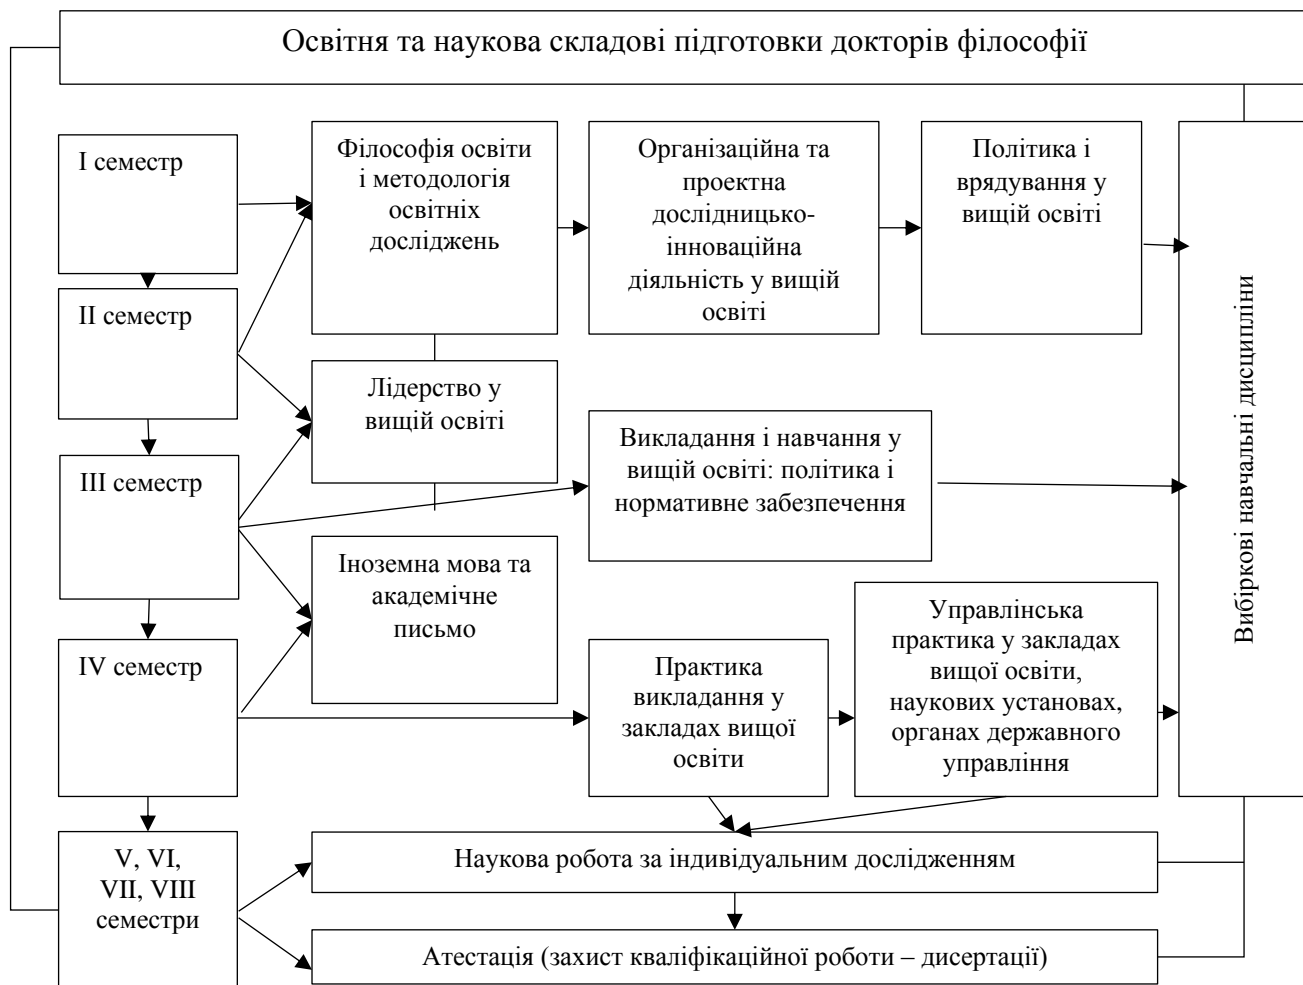 Освітня та наукова складові підготовки докторів філософії
І семестр
Філософія освіти
і методологія
освітніх
досліджень
Організаційна та
проектна
дослідницько-
інноваційна
діяльність у вищій
освіті
Політика і
врядування у
вищій освіті
ІІ семестр
Лідерство у
вищій освіті
ІІІ семестр
Викладання і навчання у
вищій освіті: політика і
нормативне забезпечення
Вибіркові навчальні дисципліни
Іноземна мова та
академічне
письмо
IV семестр
Практика
викладання у
закладах вищої
освіти
Управлінська
практика у закладах
вищої освіти,
наукових установах,
органах державного
управління
V, VI,
VII, VIII
семестри
Наукова робота за індивідуальним дослідженням
Атестація (захист кваліфікаційної роботи – дисертації)